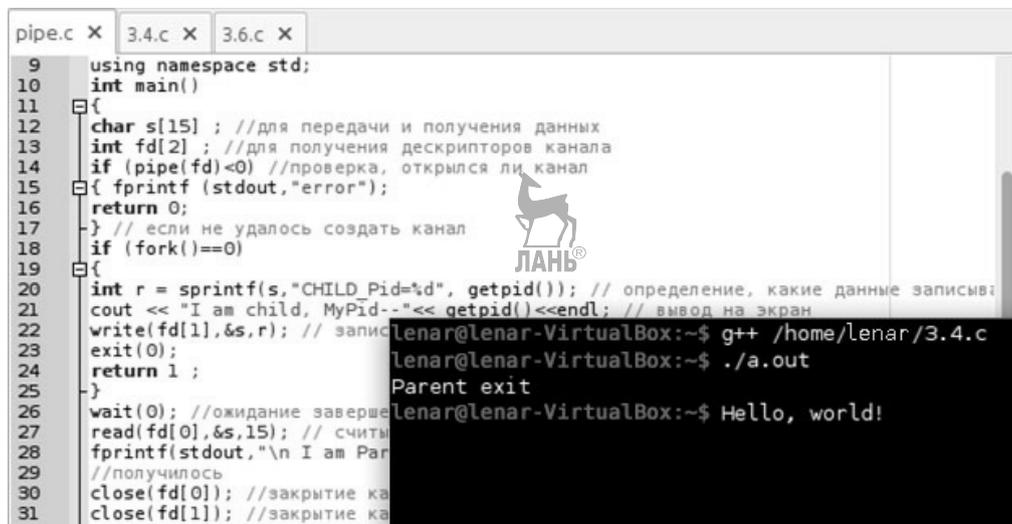 pipe.c × 3.4.c × 3.6.c ×
9 using namespace std;
10 int main()
11 {
12 char s[15] ; //для передачи и получения данных
13 int fd[2] ; //для получения дескрипторов канала
14 if (pipe(fd)<0) //проверка, открылся ли канал
15 { fprintf (stdout,"error");
16 return 0;
17 } // если не удалось создать канал
18 if (fork()==0)
19 {
20 int r = sprintf(s,"CHILD Pid=%d", getpid()); // определение, какие данные записыва
21 cout << "I am child, MyPid--"<< getpid()<<endl; // вывод на экран
22 write(fd[1],&s,r); // запис
23 exit(0);
24 return 1 ;
25 }
26 wait(0); //ожидание заверше
27 read(fd[0],&s,15); // считы
28 fprintf(stdout,"\n I am Par
29 //получилось
30 close(fd[0]); //закрытие ка
31 close(fd[1]); //закрытие ка
ЛАНЬ®
lenar@lenar-VirtualBox:~$ g++ /home/lenar/3.4.c
lenar@lenar-VirtualBox:~$ ./a.out
Parent exit
lenar@lenar-VirtualBox:~$ Hello, world!